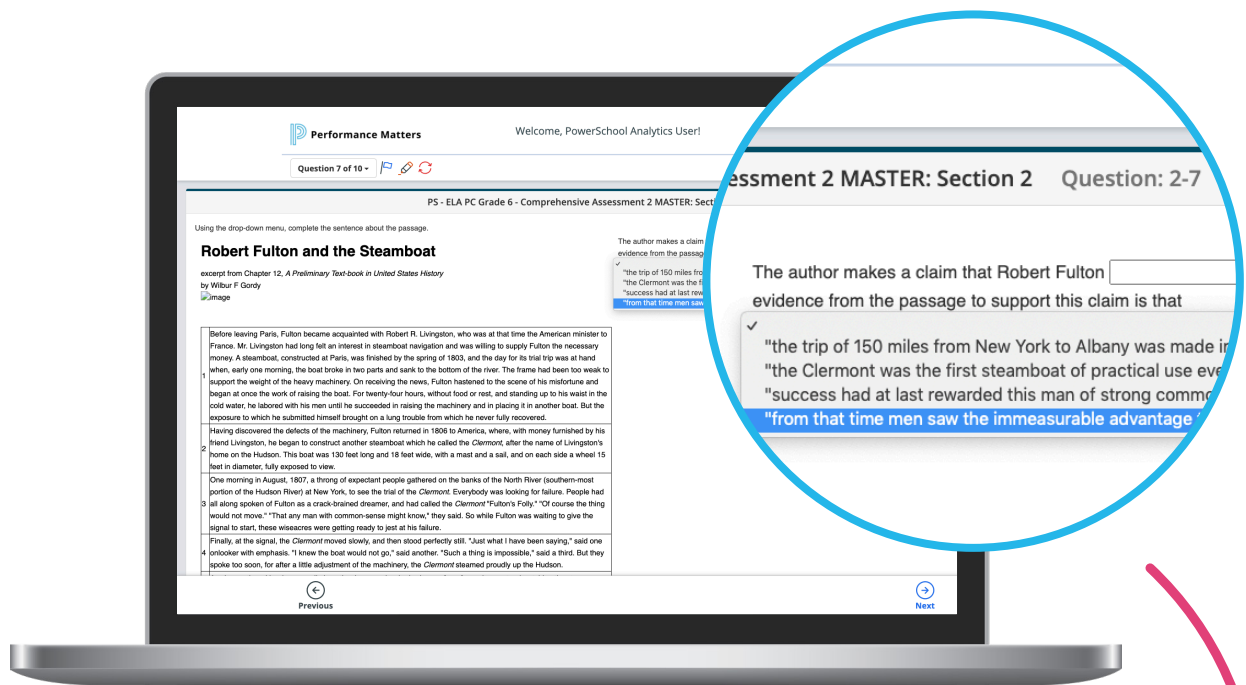 Performance Matters
Welcome, PowerSchool Analytics User!
Question 7 of 10
PS - ELA PC Grade 6 - Comprehensive Assessment 2 MASTER: Sect
Using the drop-down menu, complete the sentence about the passage.
Robert Fulton and the Steamboat
excerpt from Chapter 12, A Preliminary Text-book in United States History
by Wilbur F Gordy
image
1 Before leaving Paris, Fulton became acquainted with Robert R. Livingston, who was at that time the American minister to
France. Mr. Livingston had long felt an interest in steamboat navigation and was willing to supply Fulton the necessary
money. A steamboat, constructed at Paris, was finished by the spring of 1803, and the day for its trial trip was at hand
when, early one morning, the boat broke in two parts and sank to the bottom of the river. The frame had been too weak to
support the weight of the heavy machinery. On receiving the news, Fulton hastened to the scene of his misfortune and
began at once the work of raising the boat. For twenty-four hours, without food or rest, and standing up to his waist in the
cold water, he labored with his men until he succeeded in raising the machinery and in placing it in another boat. But the
exposure to which he submitted himself brought on a lung trouble from which he never fully recovered.
2 Having discovered the defects of the machinery, Fulton returned in 1806 to America, where, with money furnished by his
friend Livingston, he began to construct another steamboat which he called the Clermont, after the name of Livingston's
home on the Hudson. This boat was 130 feet long and 18 feet wide, with a mast and a sail, and on each side a wheel 15
feet in diameter, fully exposed to view.
3 One morning in August, 1807, a throng of expectant people gathered on the banks of the North River (southern-most
portion of the Hudson River) at New York, to see the trial of the Clermont. Everybody was looking for failure. People had
all along spoken of Fulton as a crack-brained dreamer, and had called the Clermont "Fulton's Folly." "Of course the thing
would not move." "That any man with common-sense might know," they said. So while Fulton was waiting to give the
signal to start, these wiseacres were getting ready to jest at his failure.
4 Finally, at the signal, the Clermont moved slowly, and then stood perfectly still. "Just what I have been saying," said one
onlooker with emphasis. "I knew the boat would not go," said another. "Such a thing is impossible," said a third. But they
spoke too soon, for after a little adjustment of the machinery, the Clermont steamed proudly up the Hudson.
The author makes a claim
evidence from the passag
"the trip of 150 miles fro
"the Clermont was the fi
"success had at last rew
"from that time men saw
Previous
Next
essment 2 MASTER: Section 2 Question: 2-7
The author makes a claim that Robert Fulton
evidence from the passage to support this claim is that
"the trip of 150 miles from New York to Albany was made in
"the Clermont was the first steamboat of practical use eve
"success had at last rewarded this man of strong commo
"from that time men saw the immeasurable advantage